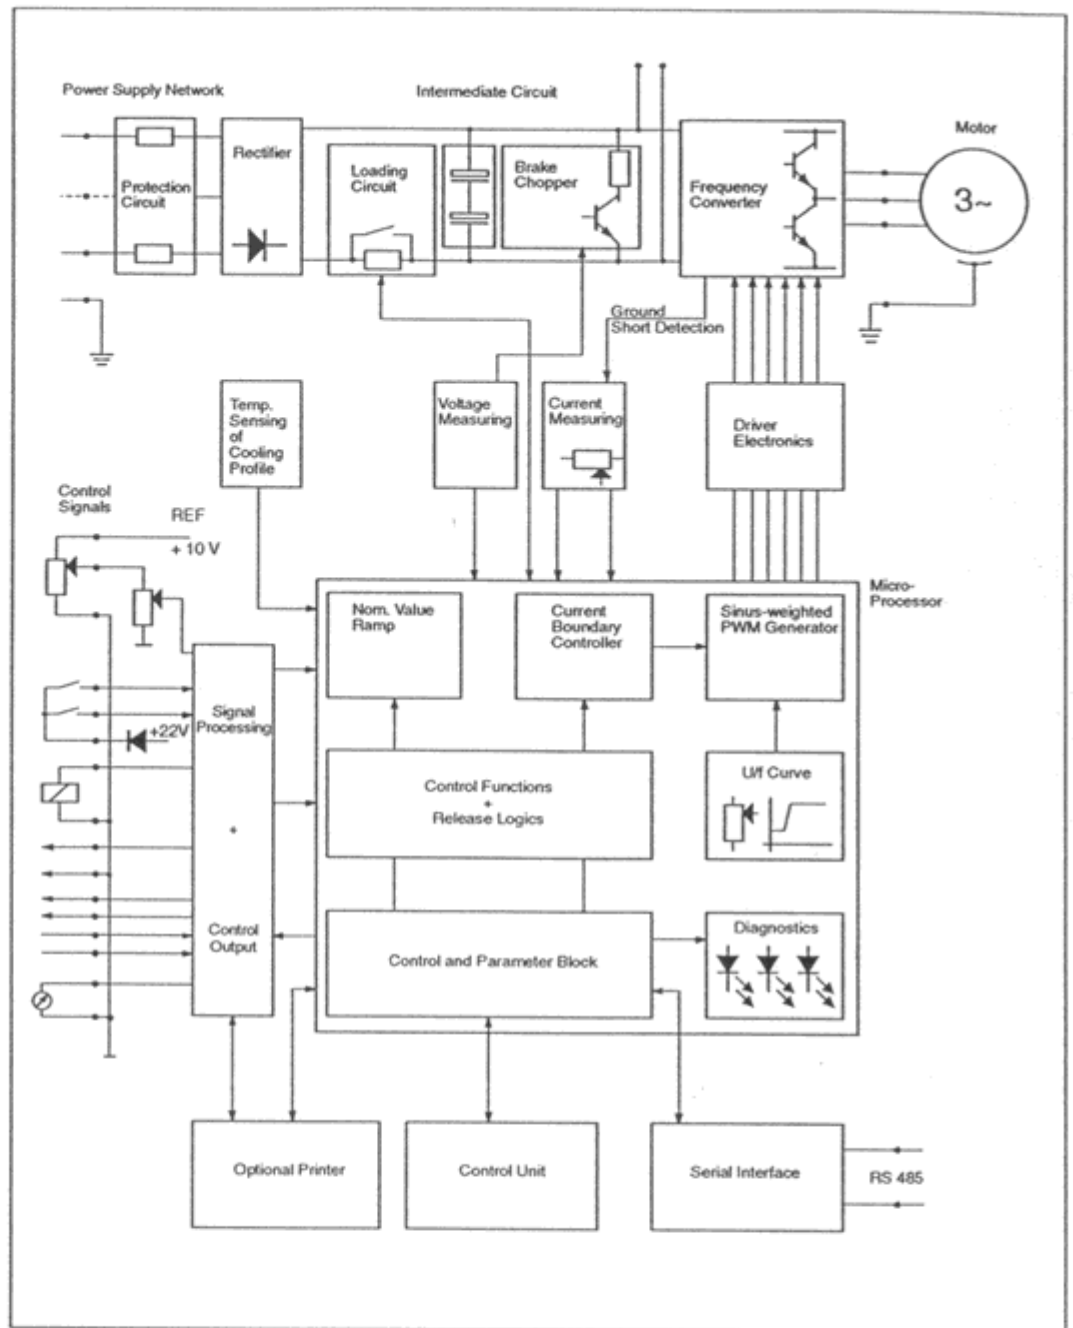 Power Supply Network
Intermediate Circuit
Motor
Protection
Circuit
Rectifier
Loading
Circuit
Brake
Chopper
Frequency
Converter
3~
Ground
Short Detection
Temp.
Sensing
of
Cooling
Profile
Voltage
Measuring
Current
Measuring
Driver
Electronics
Control
Signals
REF
+ 10 V
Micro-
Processor
Nom. Value
Ramp
Current
Boundary
Controller
Sinus-weighted
PWM Generator
Signal
Processing
+22V
+
Control
Output
Control Functions
+
Release Logics
U/f Curve
Control and Parameter Block
Diagnostics
Optional Printer
Control Unit
Serial Interface
RS 485